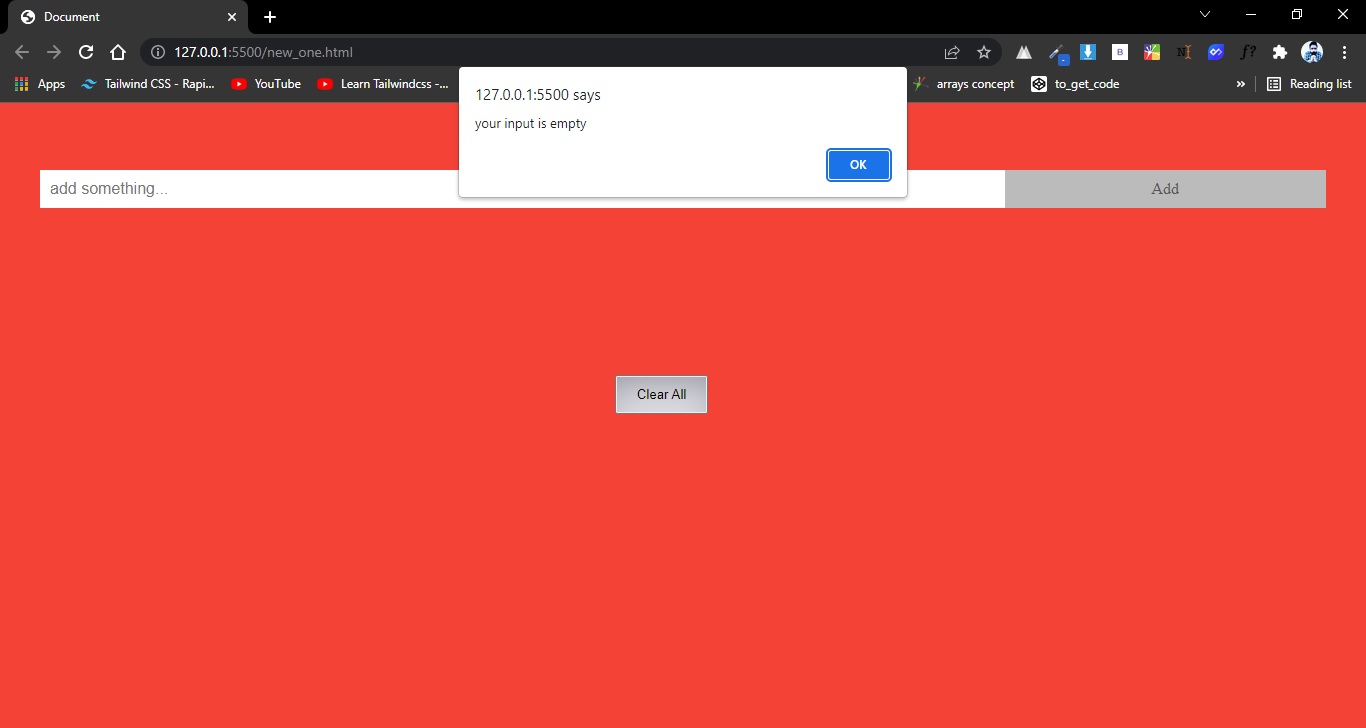 Document
127.0.0.1:5500/new_one.html
Apps
Tailwind CSS - Rapi...
YouTube
Learn Tailwindcss -...
arrays concept
to_get_code
»
Reading list
127.0.0.1:5500 says
your input is empty
OK
add something...
Add
Clear All